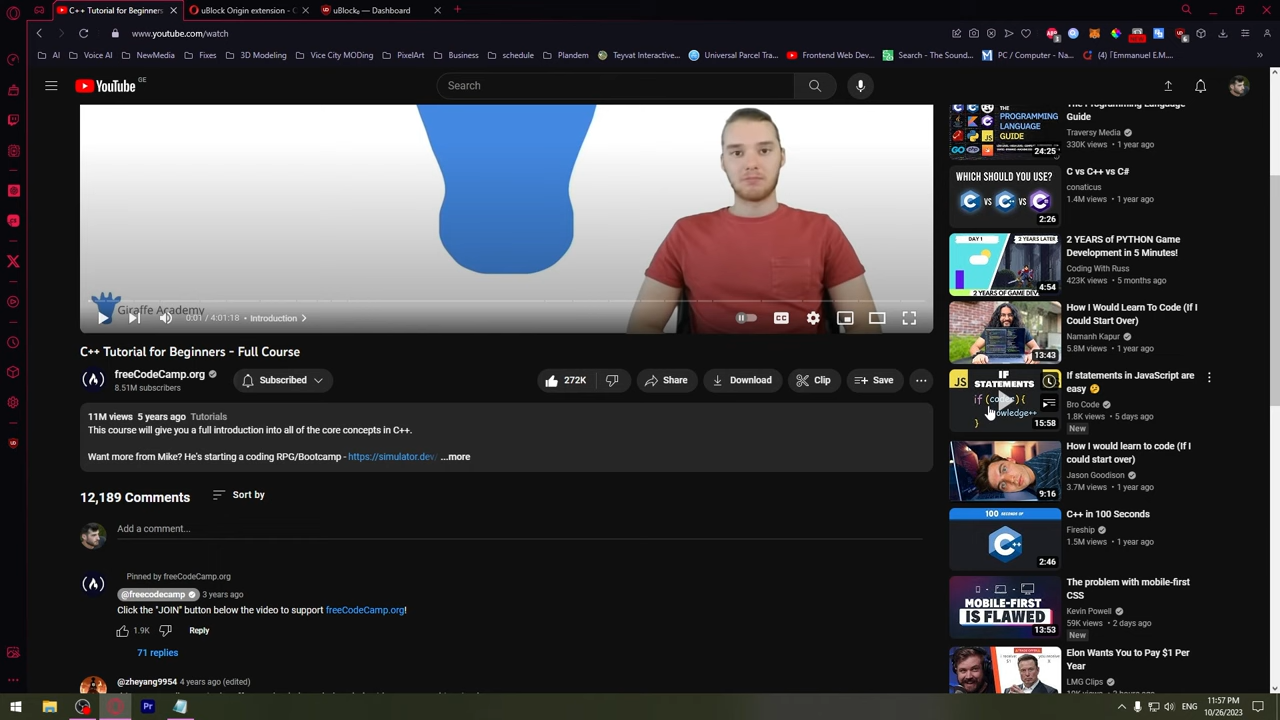 C++ Tutorial for Beginners
uBlock Origin extension - C
uBlock₀ — Dashboard
www.youtube.com/watch
AI
Voice AI
NewMedia
Fixes
3D Modeling
Vice City MODing
PixelArt
Business
schedule
Plandem
Teyvat Interactive...
Universal Parcel Tra...
Frontend Web Dev...
Search - The Sound...
PC / Computer - Na...
( 4 ) 「Emmanuel E.M...
YouTube
GE
Search
Giraffe Academy
0:01 / 4:01:18 • Introduction
CC
C++ Tutorial for Beginners - Full Course
freeCodeCamp.org
8.51M subscribers
Subscribed
272K
Share
Download
Clip
Save
11M views 5 years ago Tutorials
This course will give you a full introduction into all of the core concepts in C++.
Want more from Mike? He's starting a coding RPG/Bootcamp - https://simulator.dev/ ...more
12,189 Comments
Sort by
Add a comment...
Pinned by freeCodeCamp.org
@freecodecamp 3 years ago
Click the "JOIN" button below the video to support freeCodeCamp.org!
1.9K
Reply
71 replies
@zheyang9954 4 years ago (edited)
THE
PROGRAMMING
LANGUAGE
GUIDE
JS
GO
24:25
The Programming Language
Guide
Traversy Media
330K views • 1 year ago
WHICH SHOULD YOU USE?
VS VS
2:26
C vs C++ vs C#
conaticus
1.4M views • 1 year ago
DAY 1
2 YEARS LATER
2 YEARS OF GAME DEV
4:54
2 YEARS of PYTHON Game
Development in 5 Minutes!
Coding With Russ
423K views • 5 months ago
13:43
How I Would Learn To Code (If I
Could Start Over)
Namanh Kapur
5.8M views • 1 year ago
JS
IF
STATEMENTS
if (codes) {
knowledge++
}
15:58
If statements in JavaScript are
easy 🤔
Bro Code
1.8K views • 5 days ago
New
9:16
How I would learn to code (If I
could start over)
Jason Goodison
3.7M views • 1 year ago
100 SECONDS OF
C++
2:46
C++ in 100 Seconds
Fireship
1.5M views • 1 year ago
MOBILE-FIRST
IS FLAWED
13:53
The problem with mobile-first
CSS
Kevin Powell
59K views • 2 days ago
New
Elon Wants You to Pay $1 Per
Year
LMG Clips
ENG
11:57 PM
10/26/2023